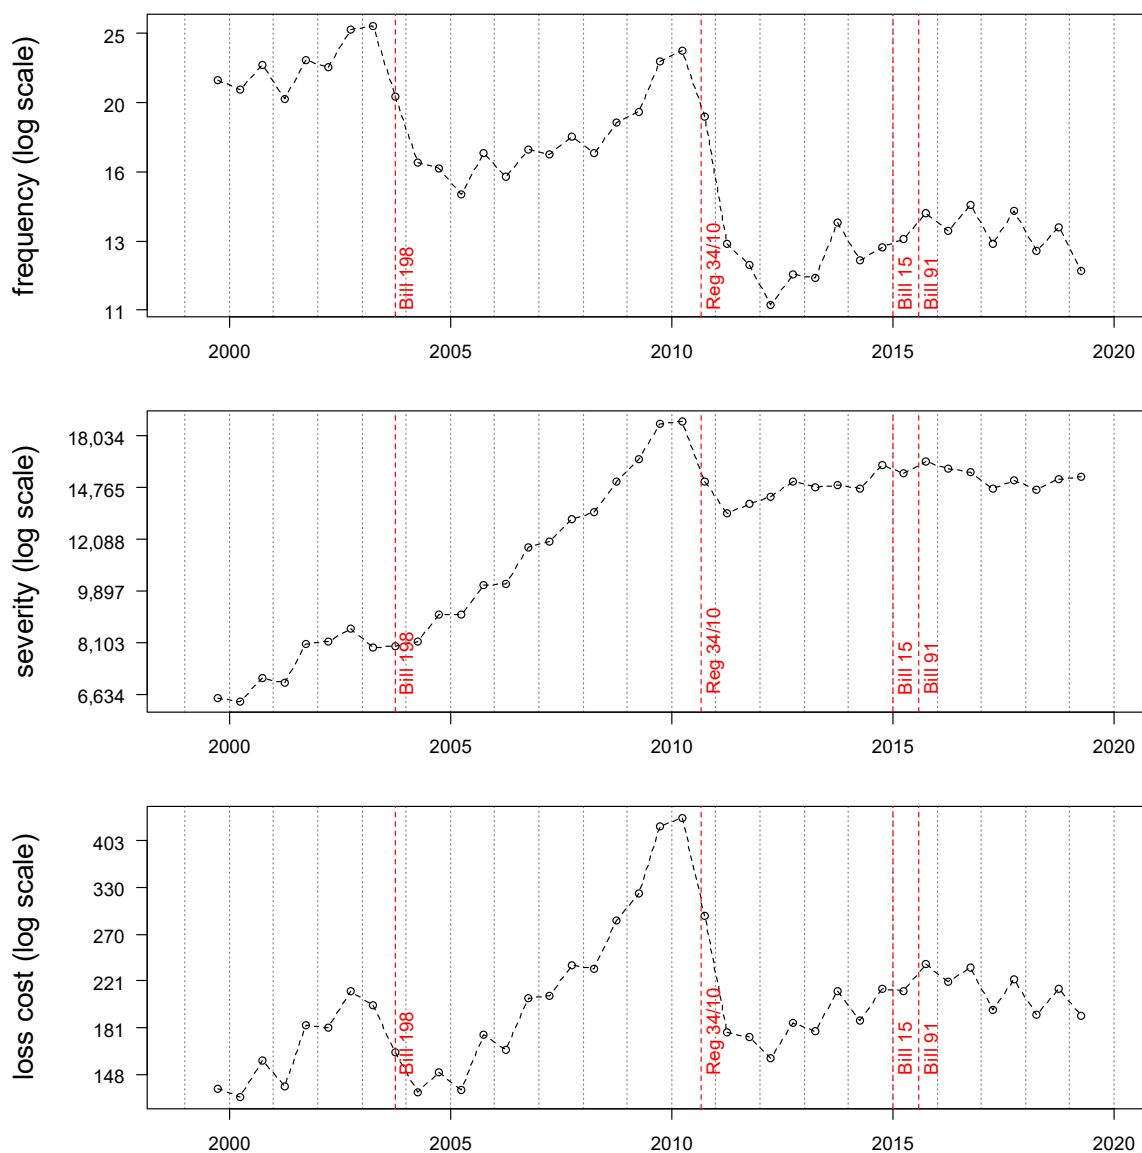 frequency (log scale)
25
20
16
13
11
Bill 198
Reg 34/10
Bill 15
Bill 91
2000 2005 2010 2015 2020
severity (log scale)
18,034
14,765
12,088
9,897
8,103
6,634
Bill 198
Reg 34/10
Bill 15
Bill 91
2000 2005 2010 2015 2020
loss cost (log scale)
403
330
270
221
181
148
Bill 198
Reg 34/10
Bill 15
Bill 91
2000 2005 2010 2015 2020